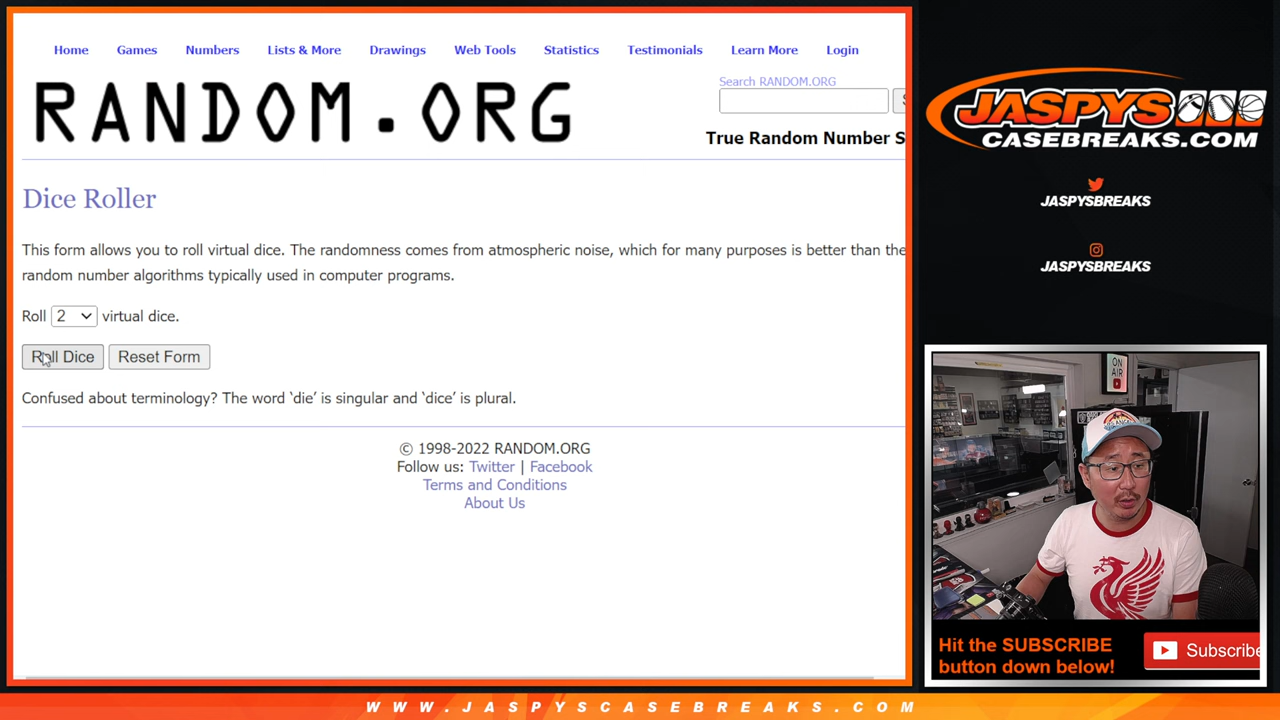 Home Games Numbers Lists & More Drawings Web Tools Statistics Testimonials Learn More Login
RANDOM.ORG
Search RANDOM.ORG
True Random Number S
Dice Roller
This form allows you to roll virtual dice. The randomness comes from atmospheric noise, which for many purposes is better than the
random number algorithms typically used in computer programs.
Roll 2 virtual dice.
Roll Dice Reset Form
Confused about terminology? The word ‘die’ is singular and ‘dice’ is plural.
© 1998-2022 RANDOM.ORG
Follow us: Twitter | Facebook
Terms and Conditions
About Us
JASPYS
CASEBREAKS.COM
JASPYSBREAKS
JASPYSBREAKS
ON
AIR
Hit the SUBSCRIBE
button down below!
Subscribe
WWW.JASPYSCASEBREAKS.COM